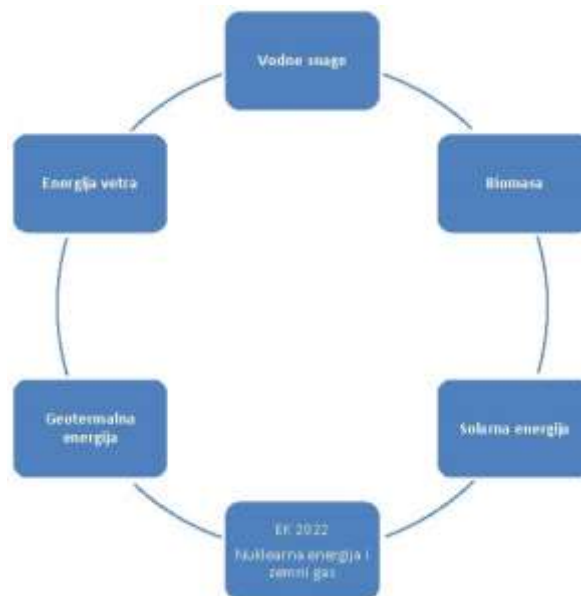 Vodne snage
Biomasa
Solarna energija
EK 2022
Nuklearna energija i
zemni gas
Geotermalna
energija
Energija vetra